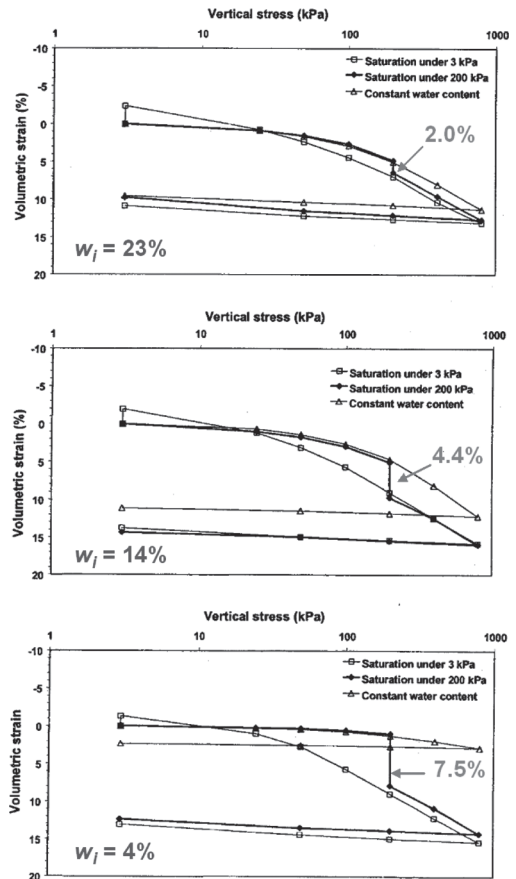 Vertical stress (kPa)
1 10 100 1000
-10
0
5
10
15
20
-5
Volumetric strain (%)
Saturation under 3 kPa
Saturation under 200 kPa
Constant water content
2.0%
wi = 23%
Vertical stress (kPa)
1 10 100 1000
-10
-5
0
5
10
15
20
Volumetric strain (%)
Saturation under 3 kPa
Saturation under 200 kPa
Constant water content
4.4%
wi = 14%
Vertical stress (kPa)
1 10 100 1000
-10
-5
0
5
10
15
20
Volumetric strain
Saturation under 3 kPa
Saturation under 200 kPa
Constant water content
7.5%
wi = 4%